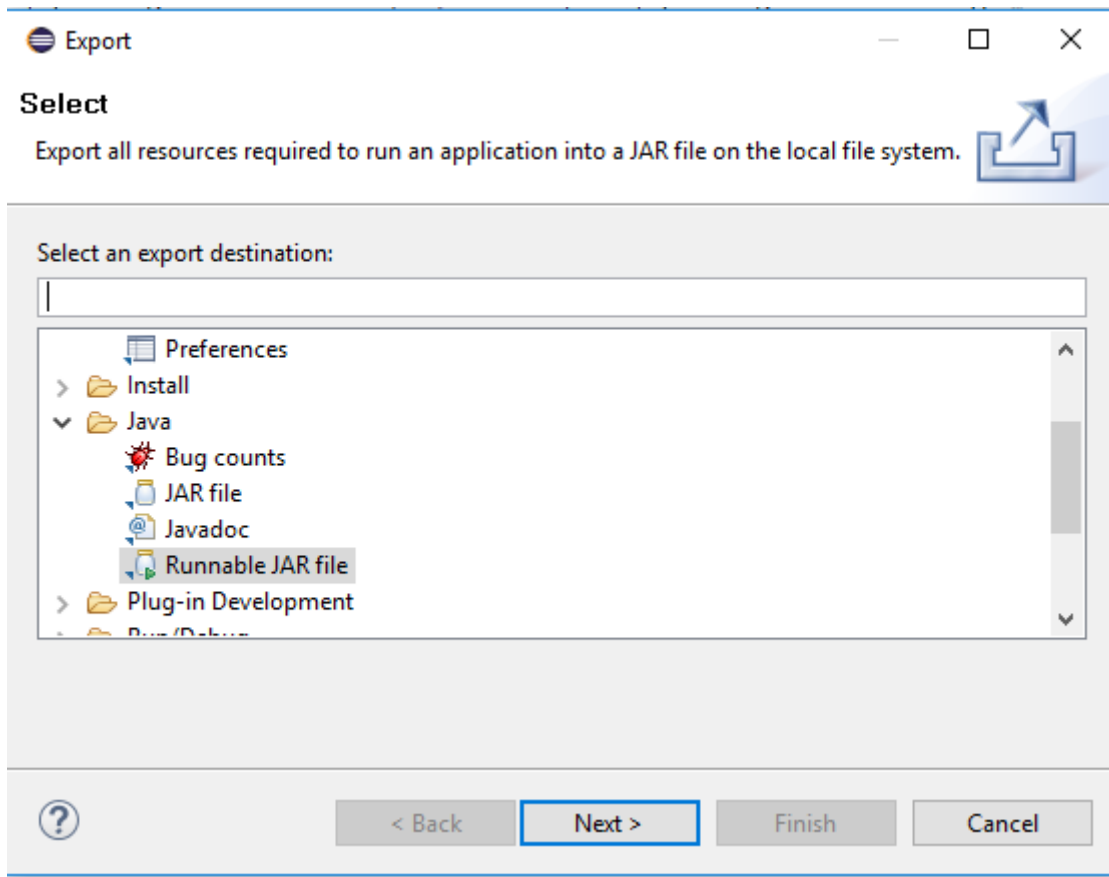 Export
Select
Export all resources required to run an application into a JAR file on the local file system.
Select an export destination:
Preferences
Install
Java
Bug counts
JAR file
Javadoc
Runnable JAR file
Plug-in Development
Run/Debug
< Back
Next >
Finish
Cancel